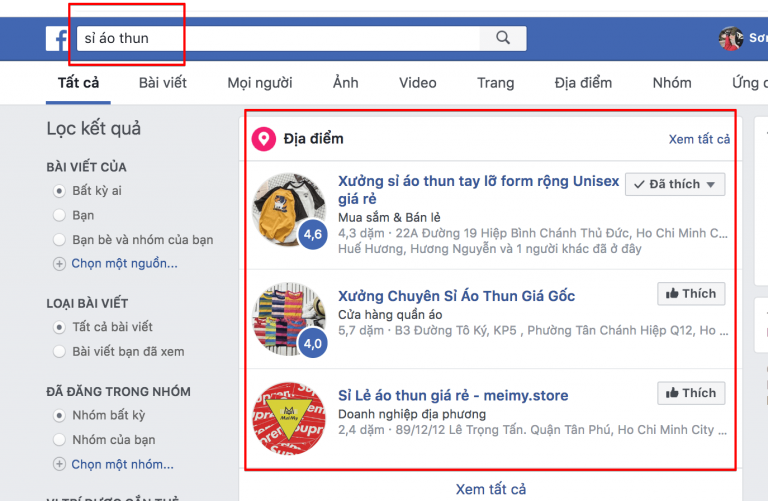 sỉ áo thun
Sơn
Tất cả Bài viết Mọi người Ảnh Video Trang Địa điểm Nhóm Ứng
Lọc kết quả
BÀI VIẾT CỦA
Bất kỳ ai
Bạn
Bạn bè và nhóm của bạn
Chọn một nguồn...
LOẠI BÀI VIẾT
Tất cả bài viết
Bài viết bạn đã xem
ĐÃ ĐĂNG TRONG NHÓM
Nhóm bất kỳ
Nhóm của bạn
Chọn một nhóm...
Địa điểm Xem tất cả
Xưởng sỉ áo thun tay lỡ form rộng Unisex
giá rẻ
Đã thích
Mua sắm & Bán lẻ
4,6
4,3 dặm · 22A Đường 19 Hiệp Bình Chánh Thủ Đức, Ho Chi Minh C...
Huế Hương, Hương Nguyễn và 1 người khác đã ở đây
Xưởng Chuyên Sỉ Áo Thun Giá Gốc
Thích
Cửa hàng quần áo
4,0
5,7 dặm · B3 Đường Tô Ký, KP5 , Phường Tân Chánh Hiệp Q12, Ho ...
Sỉ Lẻ áo thun giá rẻ - meimy.store
Thích
Doanh nghiệp địa phương
2,4 dặm · 89/12/12 Lê Trọng Tấn. Quận Tân Phú, Ho Chi Minh City ...
Xem tất cả